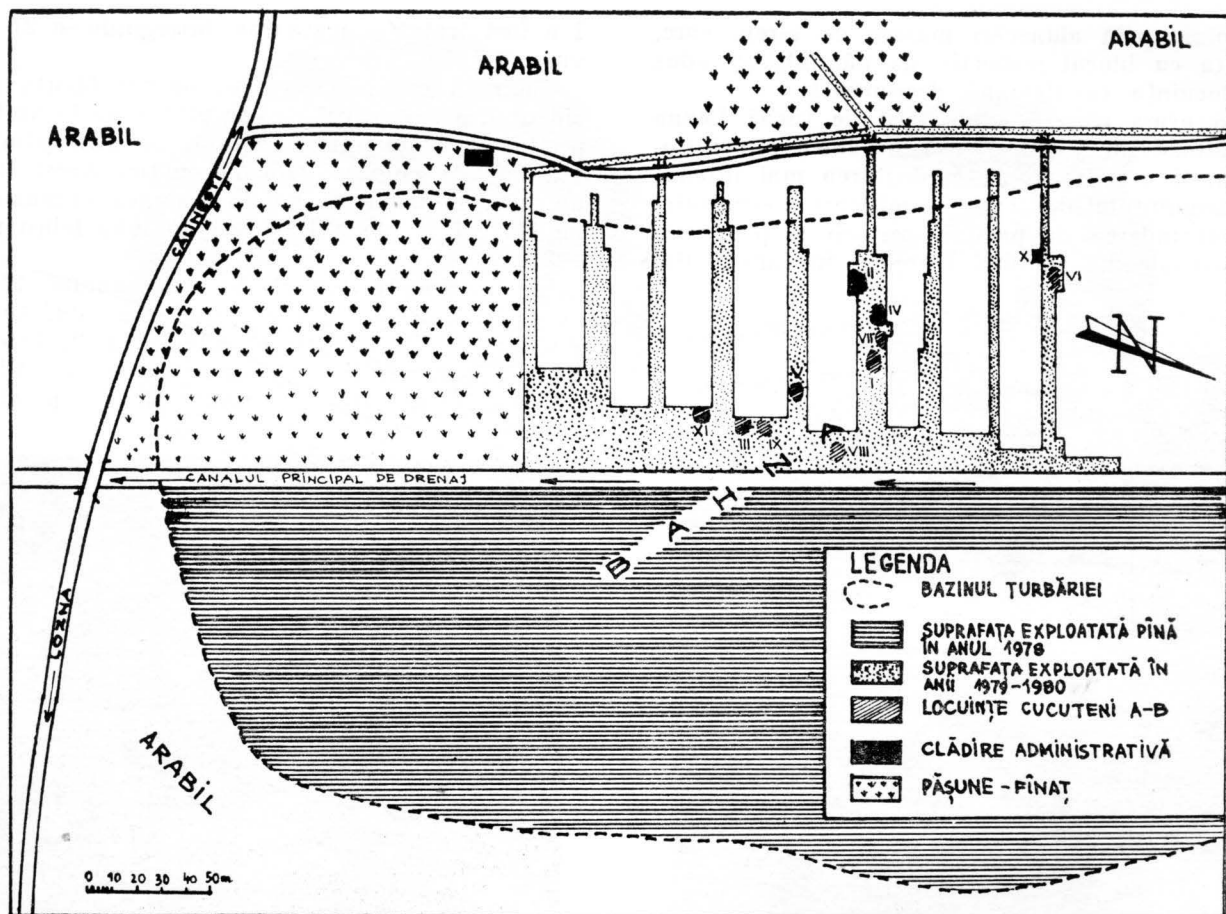 ARABIL
ARABIL
ARABIL
GĂINEȘTI
X
VI
II
IV
VII
I
N
V
XI
III
IX
VIII
CANALUL PRINCIPAL DE DRENAJ
BAHNA
LOZNA
ARABIL
LEGENDA
BAZINUL ȚURBĂRIEI
SUPRAFAȚA EXPLOATATĂ PÎNĂ
ÎN ANUL 1978
SUPRAFAȚA EXPLOATATĂ ÎN
ANII 1979-1980
LOCUINȚE CUCUTENI A-B
CLĂDIRE ADMINISTRATIVĂ
PĂȘUNE - FÎNAȚ
0 10 20 30 40 50m